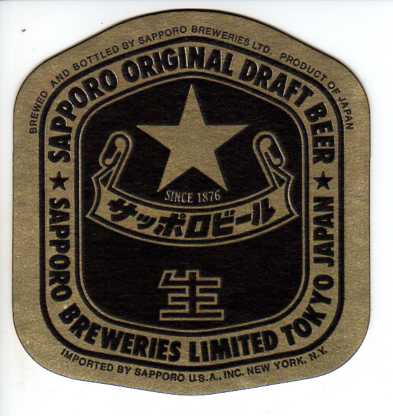 BREWED AND BOTTLED BY SAPPORO BREWERIES LTD. PRODUCT OF JAPAN
SAPPORO ORIGINAL DRAFT BEER
SINCE 1876
サッポロビール
生
SAPPORO BREWERIES LIMITED TOKYO JAPAN
IMPORTED BY SAPPORO U.S.A., INC. NEW YORK, N.Y.